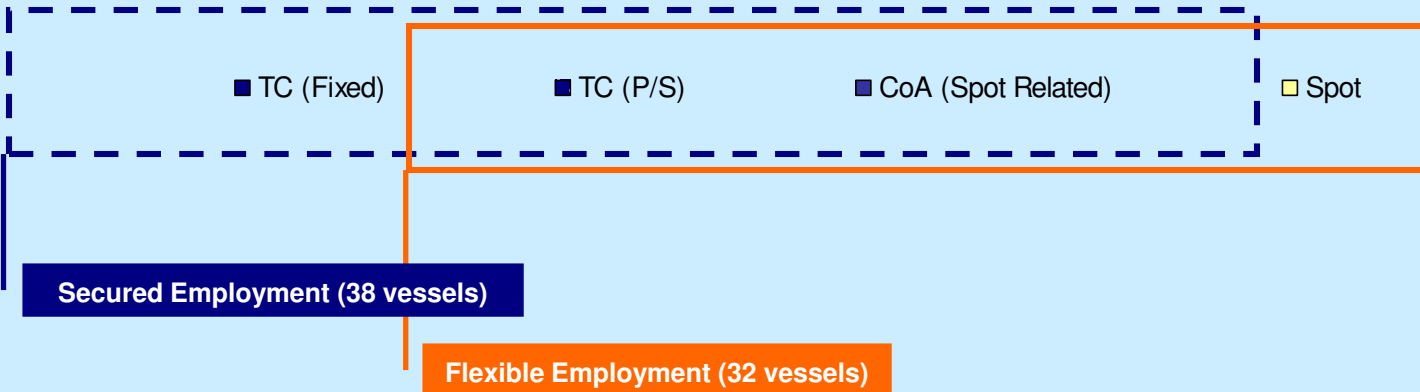 TC (Fixed)
TC (P/S)
CoA (Spot Related)
Spot
Secured Employment (38 vessels)
Flexible Employment (32 vessels)